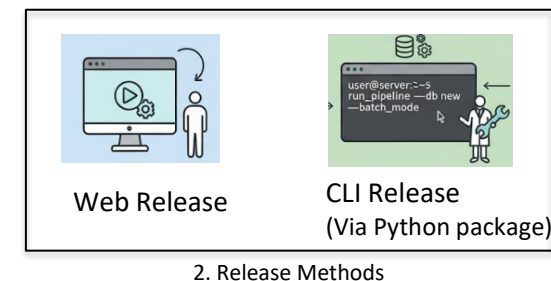 user@server:~-s
run_pipeline —db new
—batch_mode
Web Release
CLI Release
(Via Python package)
2. Release Methods